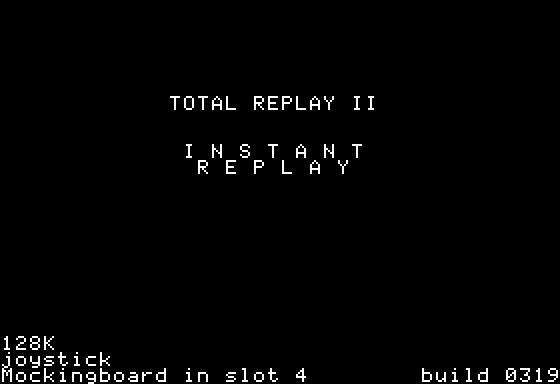 TOTAL REPLAY II
I N S T A N T
R E P L A Y
128K
joystick
Mockingboard in slot 4 build 0319